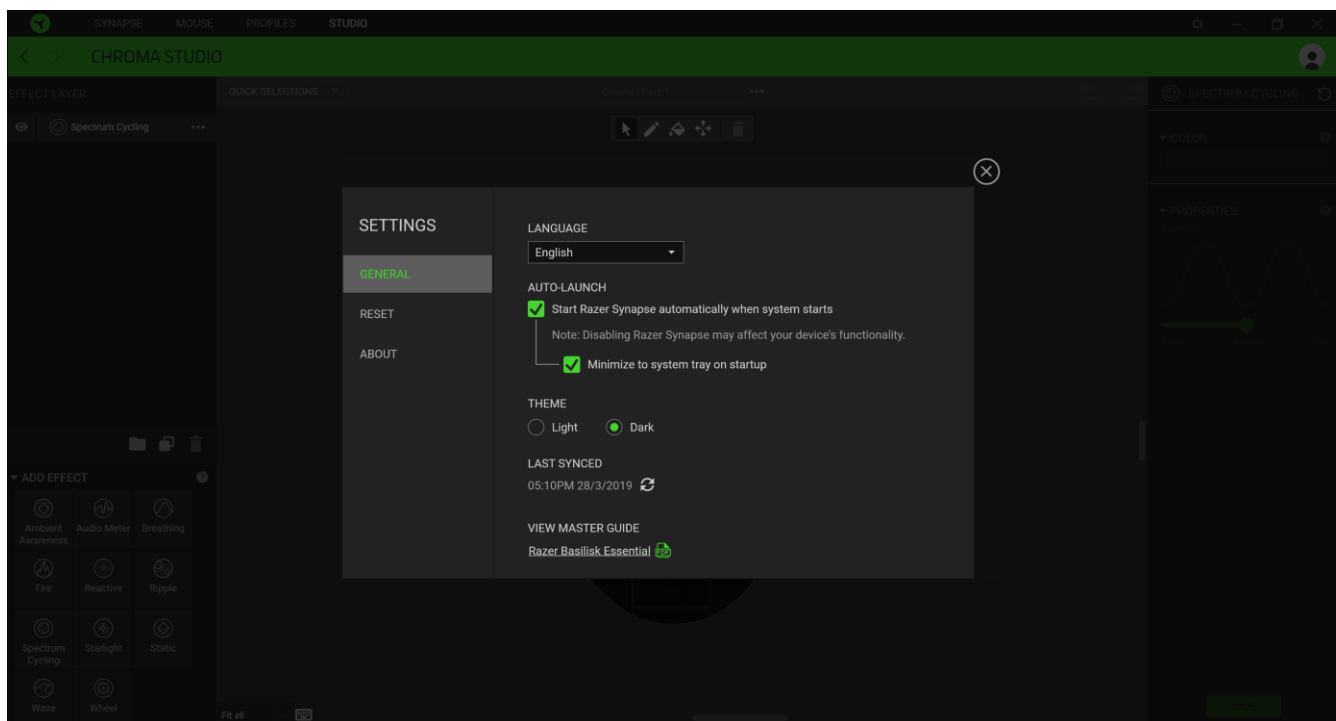 SYNAPSE MOUSE PROFILES STUDIO
CHROMA STUDIO
EFFECT LAYER
QUICK SELECTIONS
Chroma Effect 1
SPECTRUM CYCLING
Spectrum Cycling
COLOR
PROPERTIES
SETTINGS
GENERAL
RESET
ABOUT
LANGUAGE
English
AUTO-LAUNCH
Start Razer Synapse automatically when system starts
Note: Disabling Razer Synapse may affect your device's functionality.
Minimize to system tray on startup
THEME
Light Dark
LAST SYNCED
05:10PM 28/3/2019
VIEW MASTER GUIDE
Razer Basilisk Essential
ADD EFFECT
Ambient Awareness
Audio Meter
Breathing
Fire
Reactive
Ripple
Spectrum Cycling
Starlight
Static
Wave
Wheel
Fit all
SAVE